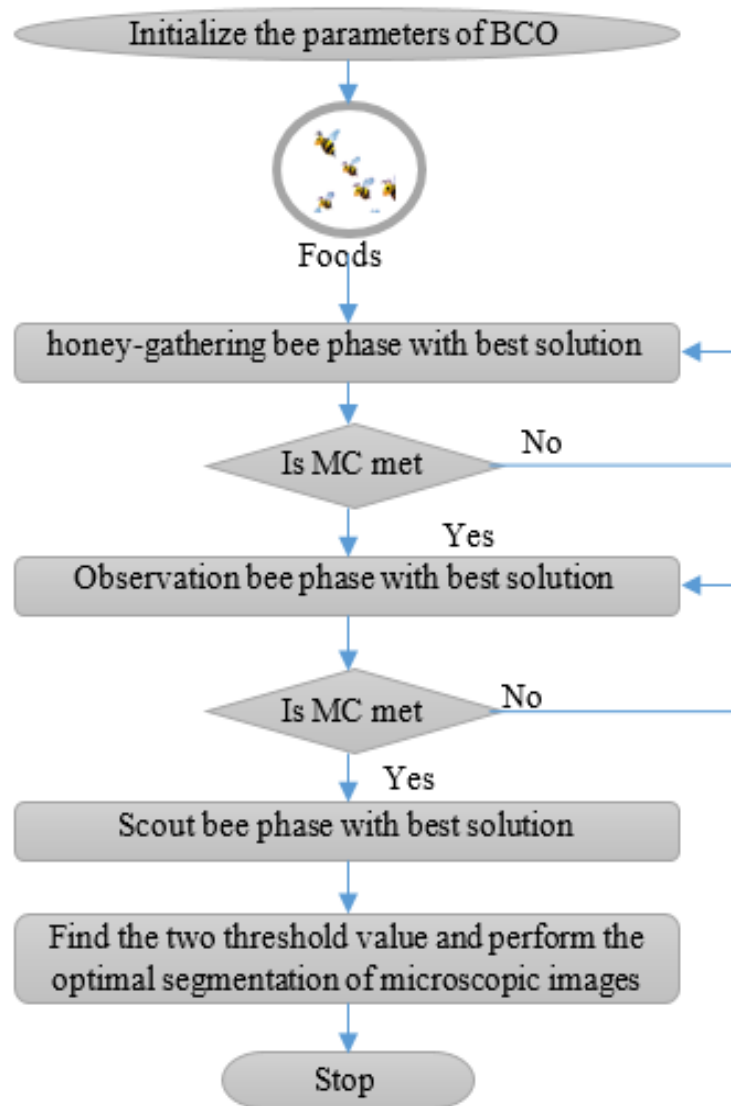 Initialize the parameters of BCO
Foods
honey-gathering bee phase with best solution
Is MC met
No
Yes
Observation bee phase with best solution
Is MC met
No
Yes
Scout bee phase with best solution
Find the two threshold value and perform the
optimal segmentation of microscopic images
Stop